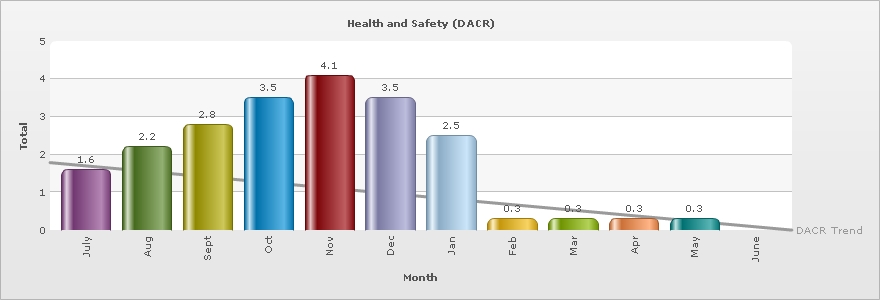 Health and Safety (DACR)
5
4
3
2
1
0
Total
1.6
2.2
2.8
3.5
4.1
3.5
2.5
0.3
0.3
0.3
0.3
DACR Trend
July
Aug
Sept
Oct
Nov
Dec
Jan
Feb
Mar
Apr
May
June
Month